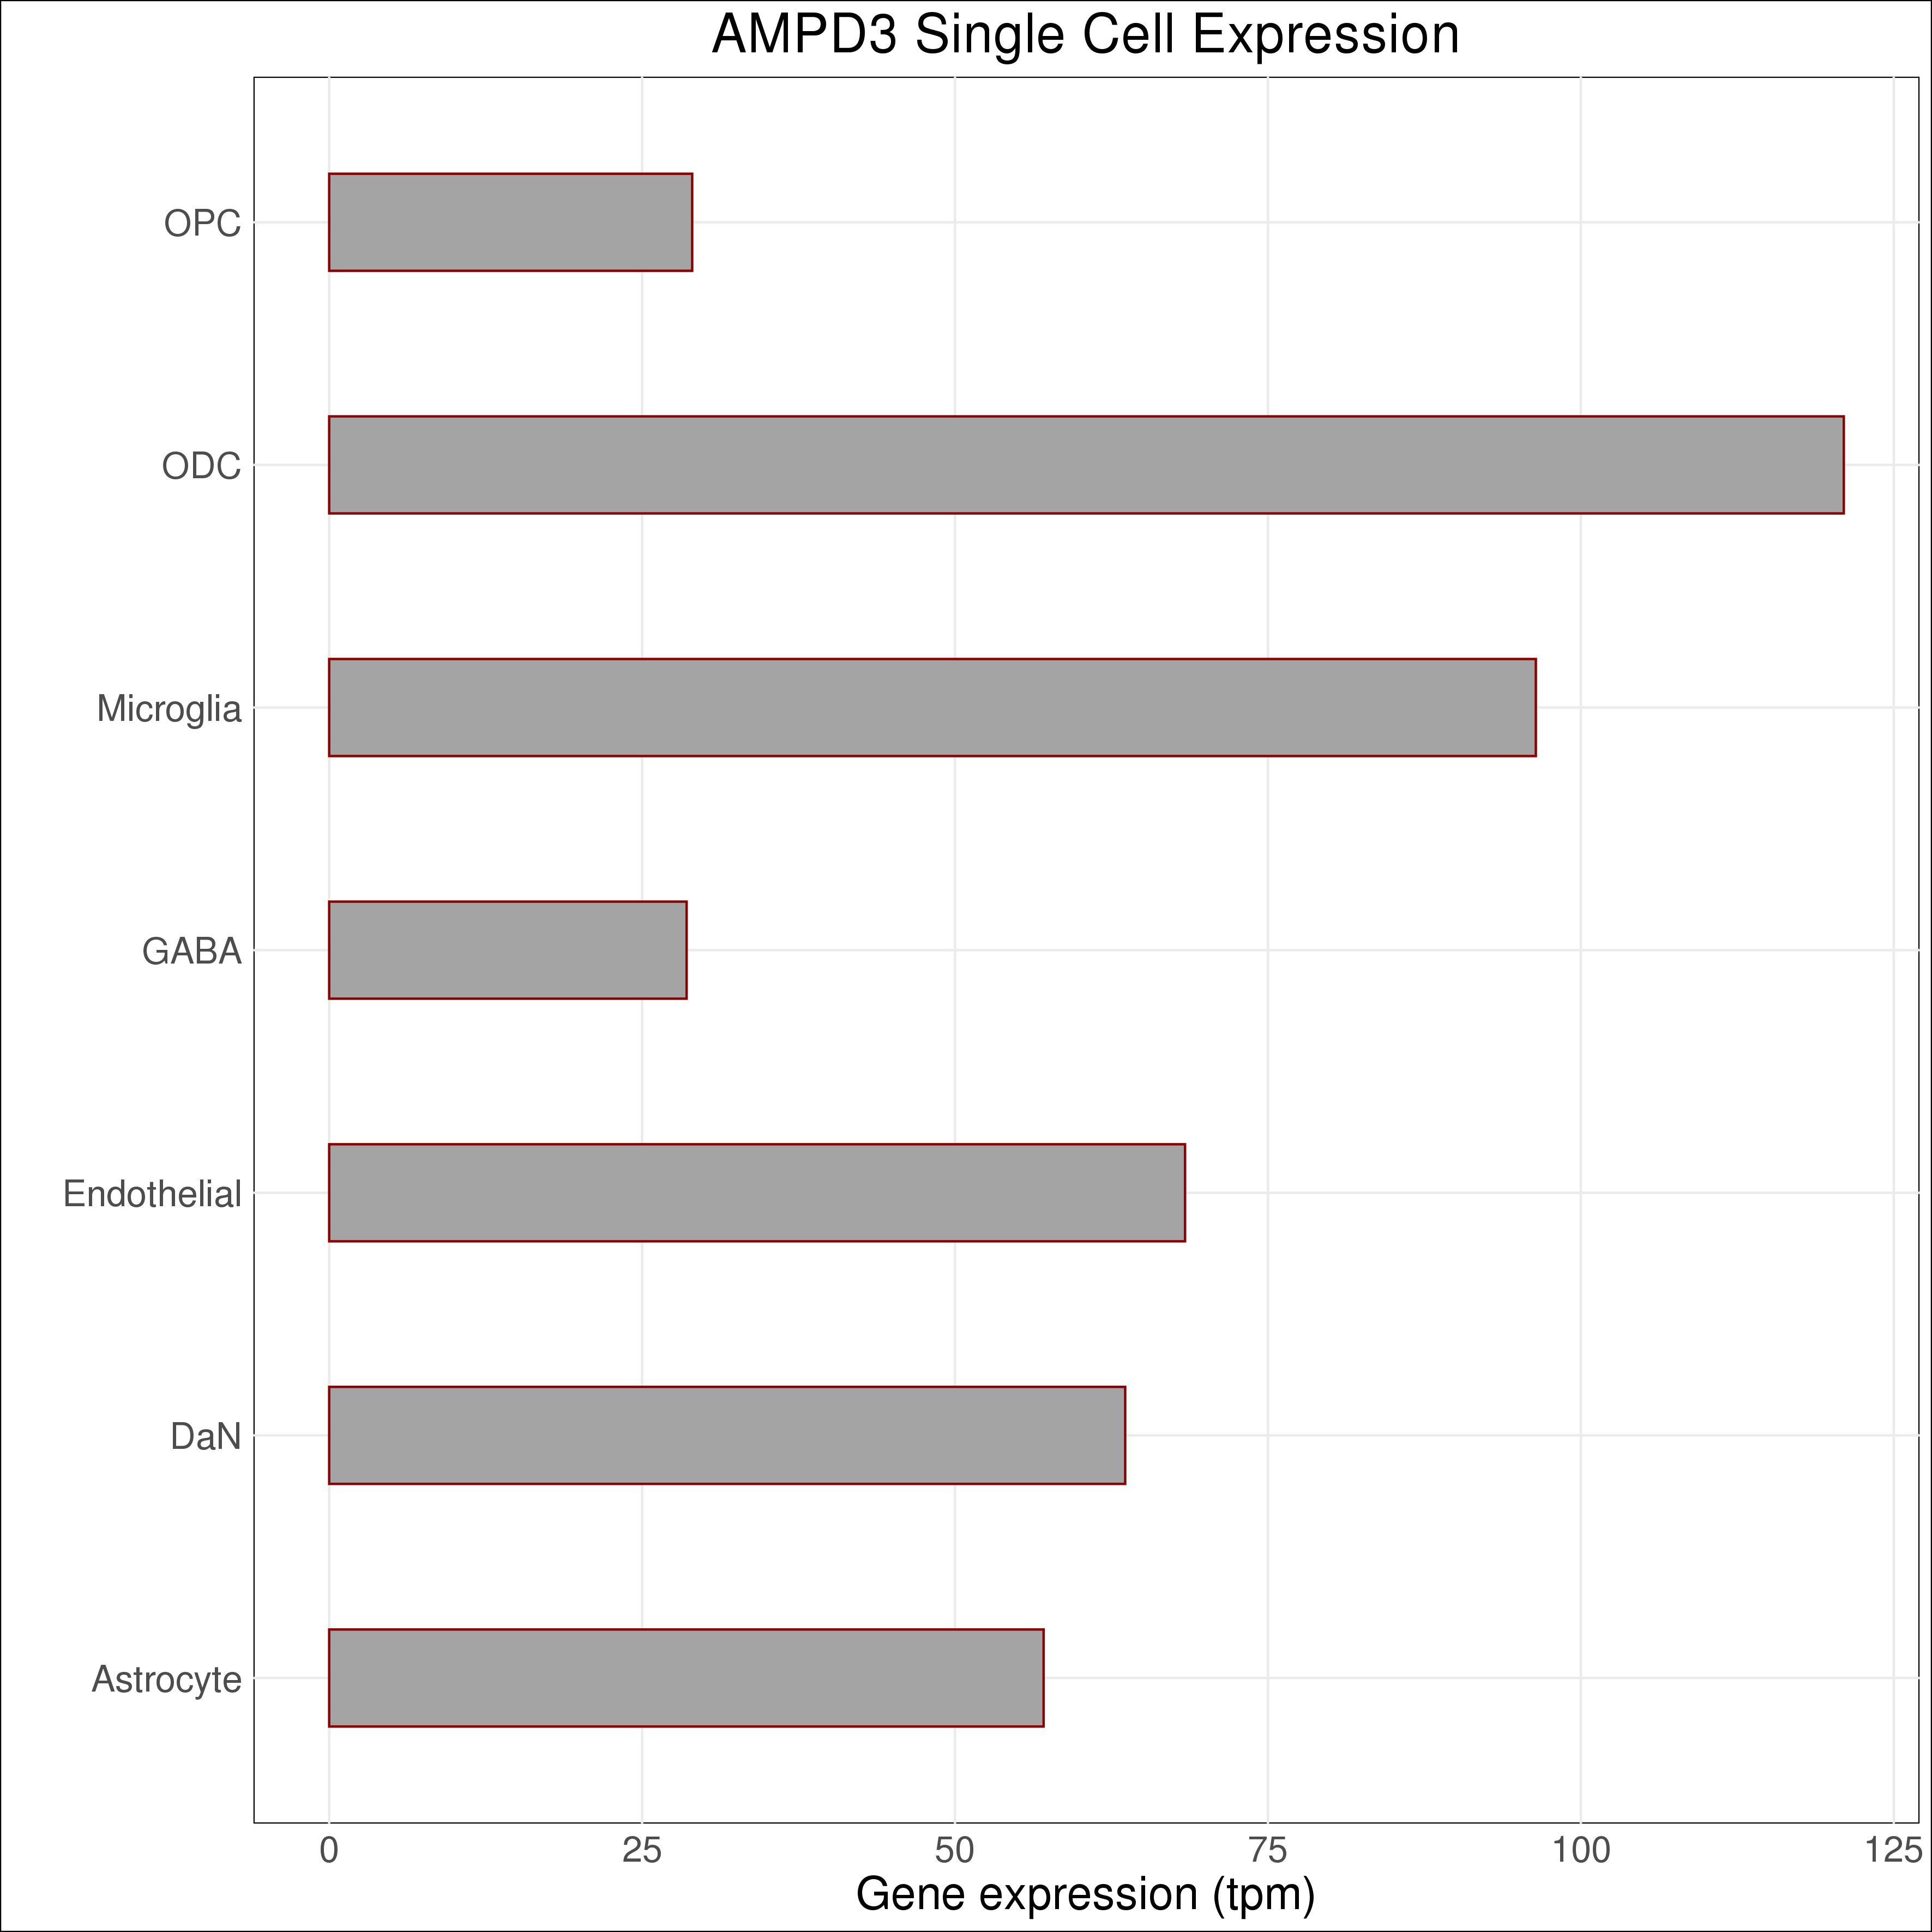 AMPD3 Single Cell Expression
OPC
ODC
Microglia
GABA
Endothelial
DaN
Astrocyte
0 25 50 75 100 125
Gene expression (tpm)